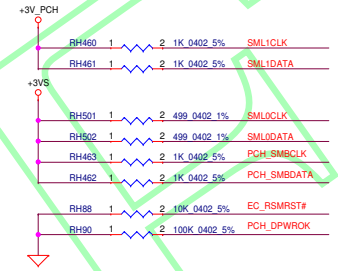 +3V_PCH
RH460 1 2 1K_0402_5% SML1CLK
RH461 1 2 1K_0402_5% SML1DATA
+3VS
RH501 1 2 499_0402_1% SML0CLK
RH502 1 2 499_0402_1% SML0DATA
RH463 1 2 1K_0402_5% PCH_SMBCLK
RH462 1 2 1K_0402_5% PCH_SMBDATA
RH88 1 2 10K_0402_5% EC_RSMRST#
RH90 1 2 100K_0402_5% PCH_DPWROK